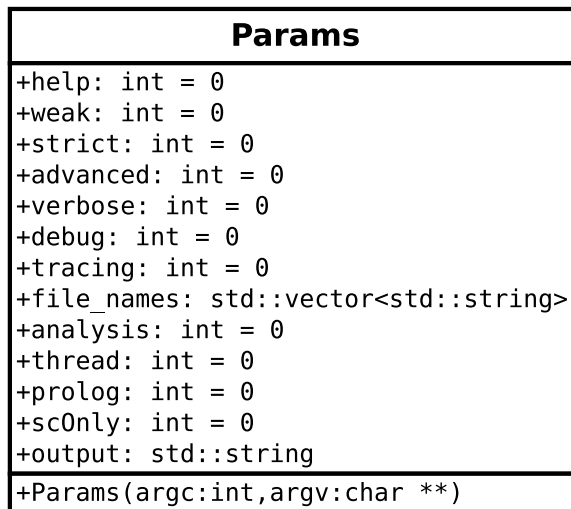 Params
+help: int = 0
+weak: int = 0
+strict: int = 0
+advanced: int = 0
+verbose: int = 0
+debug: int = 0
+tracing: int = 0
+file_names: std::vector<std::string>
+analysis: int = 0
+thread: int = 0
+prolog: int = 0
+scOnly: int = 0
+output: std::string
+Params(argc:int,argv:char **)